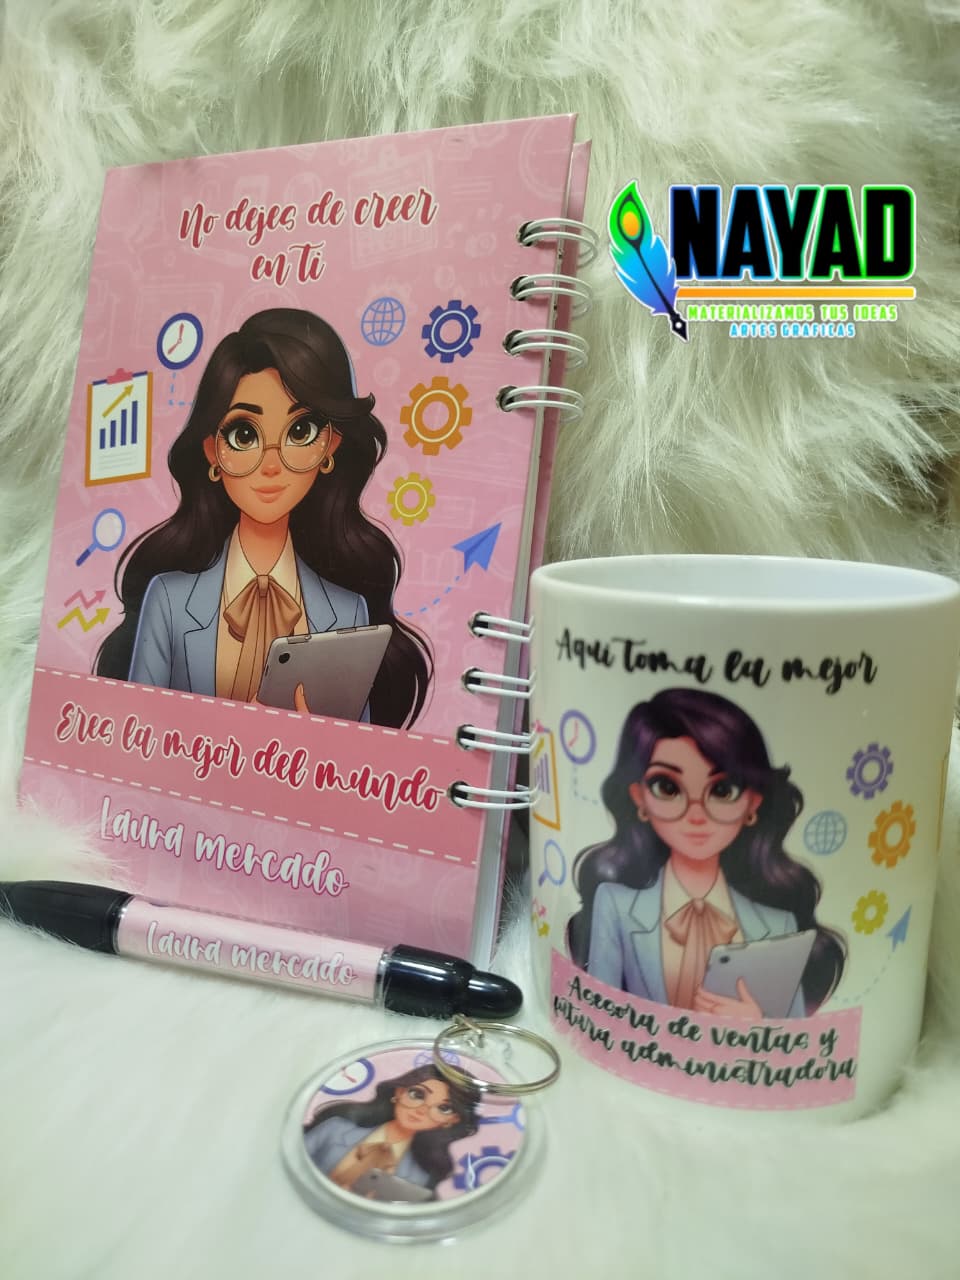 No dejes de creer
en ti
Eres la mejor del mundo
Laura Mercado
Laura Mercado
NAYAD
MATERIALIZAMOS TUS IDEAS
ARTES GRAFICAS
Aquí toma la mejor
Asesora de ventas y
futura administradora